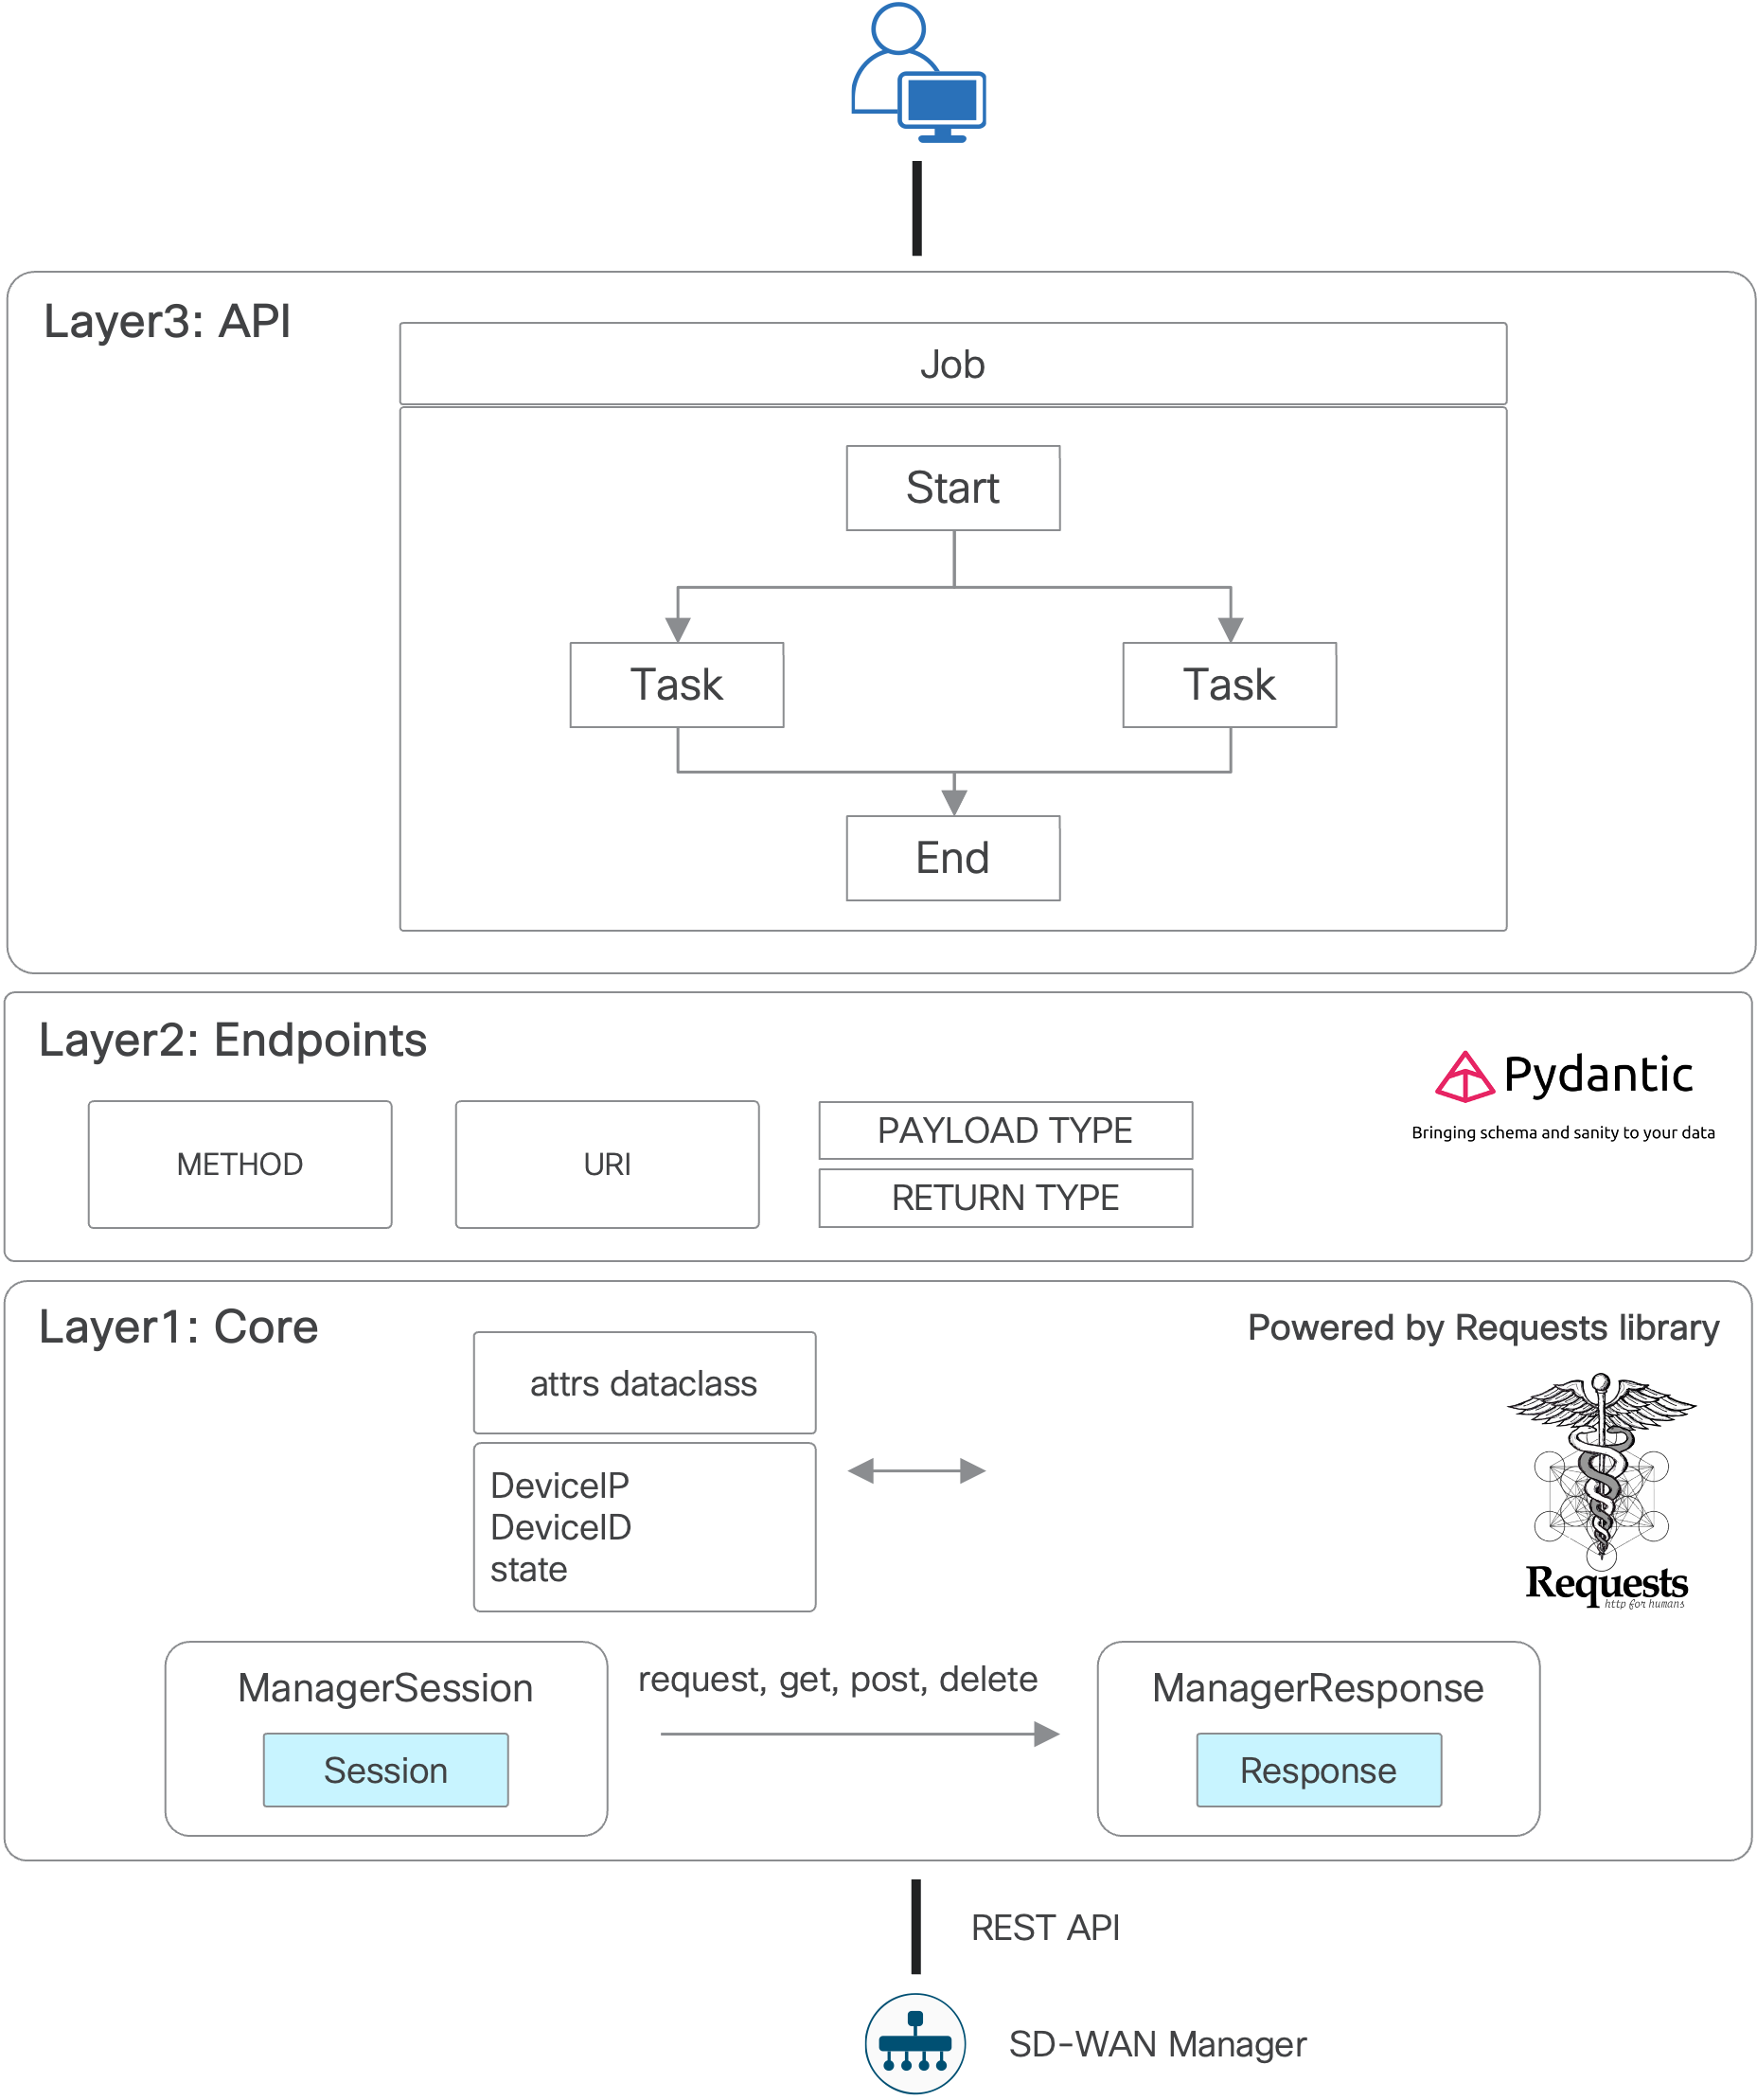 Layer3: API
Job
Start
Task
Task
End
Layer2: Endpoints
Pydantic
Bringing schema and sanity to your data
METHOD
URI
PAYLOAD TYPE
RETURN TYPE
Layer1: Core
Powered by Requests library
attrs dataclass
DeviceIP
DeviceID
state
Requests
http for humans
ManagerSession
Session
request, get, post, delete
ManagerResponse
Response
REST API
SD-WAN Manager